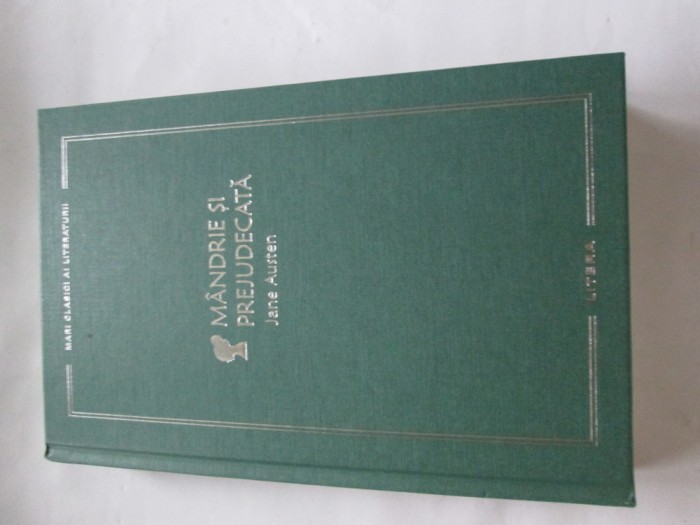 MARI CLASICI AI LITERATURII
MÂNDRIE ȘI
PREJUDECATĂ
Jane Austen
LITERA